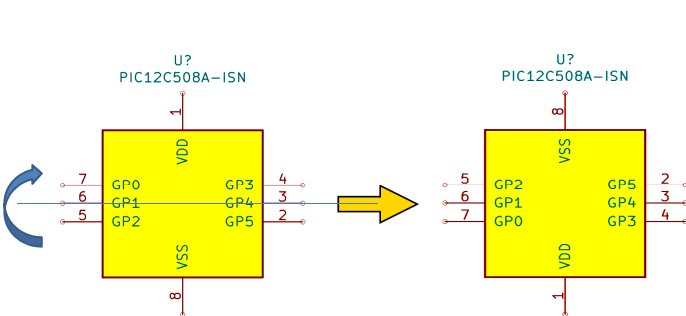 U?
PIC12C508A-ISN
1
VDD
7 GP0 GP3 4
6 GP1 GP4 3
5 GP2 GP5 2
VSS
8
U?
PIC12C508A-ISN
8
VSS
5 GP2 GP5 2
6 GP1 GP4 3
7 GP0 GP3 4
VDD
1